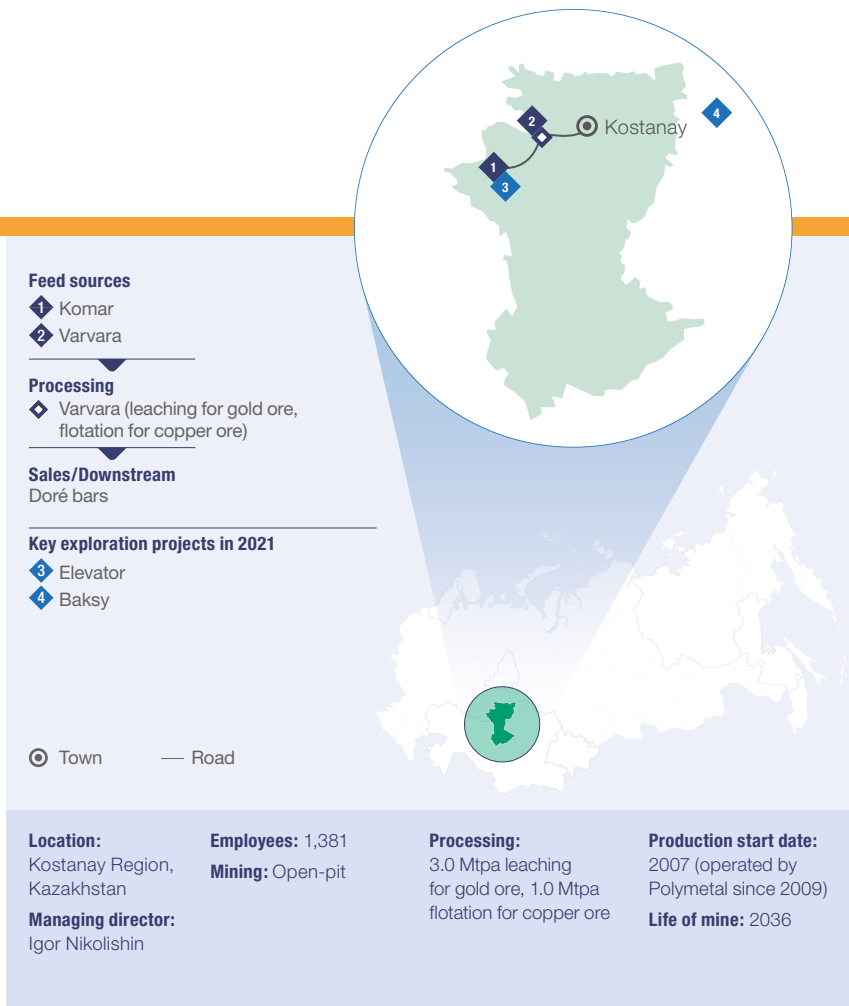 2
Kostanay
4
1
3
Feed sources
1 Komar
2 Varvara
Processing
Varvara (leaching for gold ore,
flotation for copper ore)
Sales/Downstream
Doré bars
Key exploration projects in 2021
3 Elevator
4 Baksy
Town
Road
Location:
Kostanay Region,
Kazakhstan
Managing director:
Igor Nikolishin
Employees: 1,381
Mining: Open-pit
Processing:
3.0 Mtpa leaching
for gold ore, 1.0 Mtpa
flotation for copper ore
Production start date:
2007 (operated by
Polymetal since 2009)
Life of mine: 2036